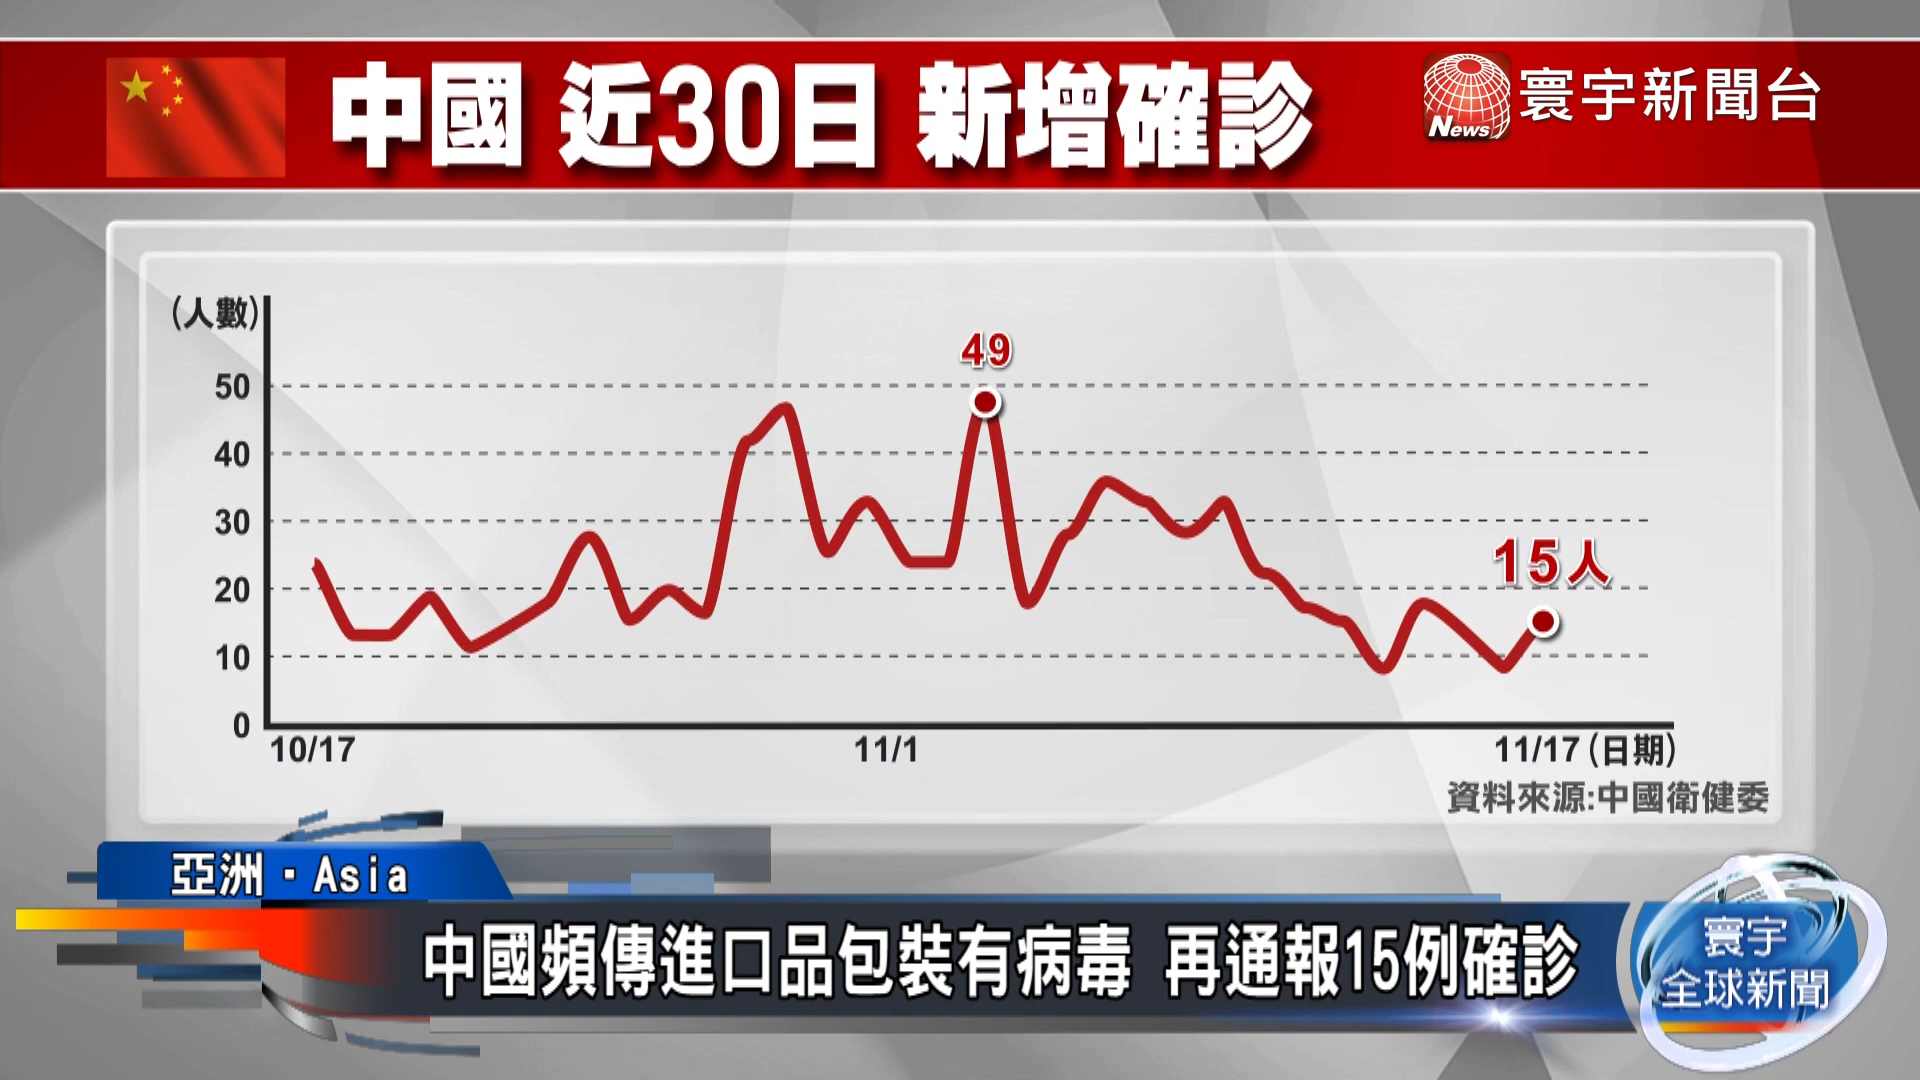 中國 近30日 新增確診
News 寰宇新聞台
(人數)
49
50
40
30
15人
20
10
0
10/17 11/1 11/17 (日期)
資料來源:中國衛健委
亞洲·Asia
中國頻傳進口品包裝有病毒 再通報15例確診
寰宇
全球新聞